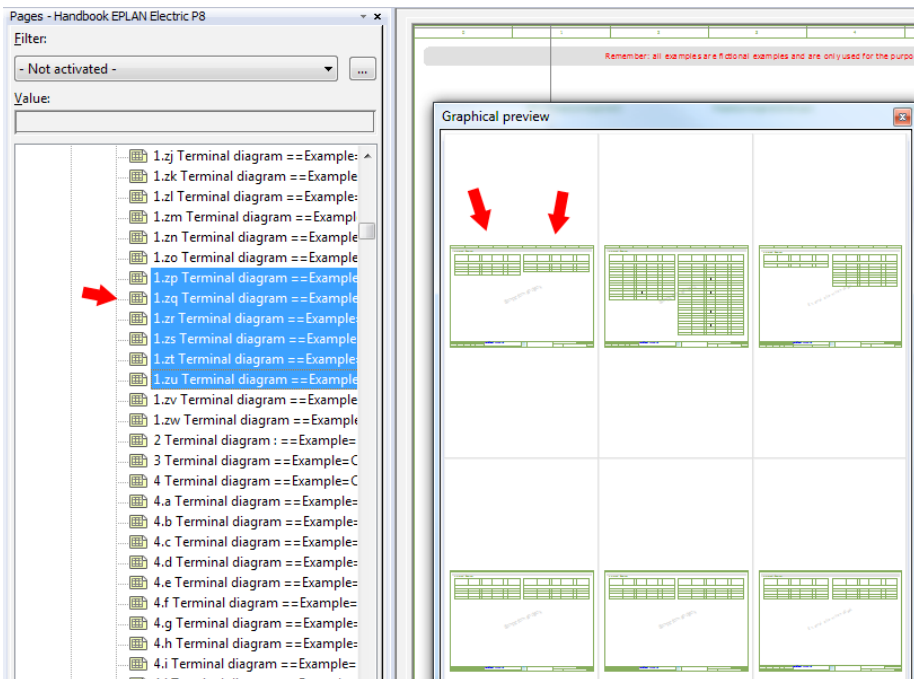 Pages - Handbook EPLAN Electric P8
Filter:
- Not activated -
...
Value:
1.zj Terminal diagram ==Example:
1.zk Terminal diagram ==Example
1.zl Terminal diagram ==Example:
1.zm Terminal diagram ==Exampl
1.zn Terminal diagram ==Example
1.zo Terminal diagram ==Example
1.zp Terminal diagram ==Example
1.zq Terminal diagram ==Example
1.zr Terminal diagram ==Example:
1.zs Terminal diagram ==Example
1.zt Terminal diagram ==Example:
1.zu Terminal diagram ==Example
1.zv Terminal diagram ==Example
1.zw Terminal diagram ==Example
2 Terminal diagram : ==Example=
3 Terminal diagram ==Example=C
4 Terminal diagram ==Example=C
4.a Terminal diagram ==Example=
4.b Terminal diagram ==Example:
4.c Terminal diagram ==Example=
4.d Terminal diagram ==Example:
4.e Terminal diagram ==Example=
4.f Terminal diagram ==Example=
4.g Terminal diagram ==Example:
4.h Terminal diagram ==Example:
4.i Terminal diagram ==Example=
Remember: all examples are fictional examples and are only used for the purpo
Graphical preview